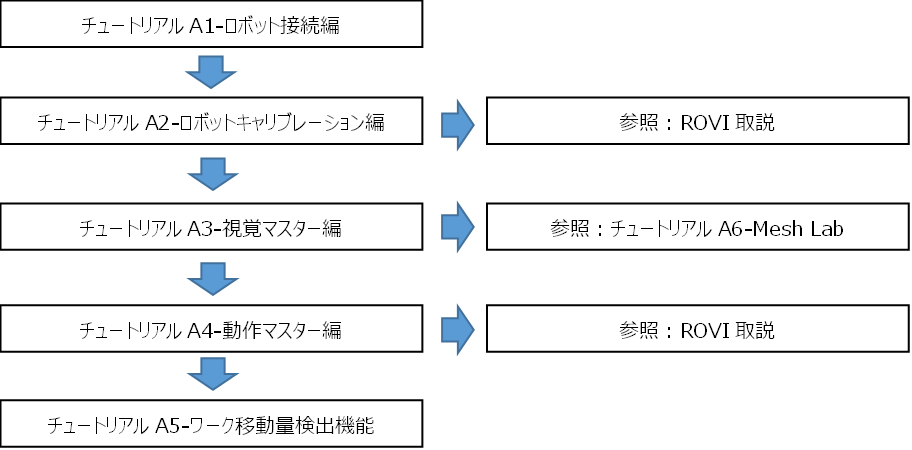 チュートリアル A1-ロボット接続編
チュートリアル A2-ロボットキャリブレーション編
参照：ROVI 取説
チュートリアル A3-視覚マスター編
参照：チュートリアル A6-Mesh Lab
チュートリアル A4-動作マスター編
参照：ROVI 取説
チュートリアル A5-ワーク移動量検出機能